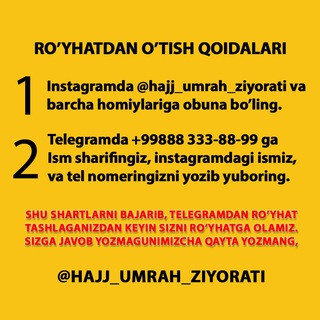 RO'YHATDAN O'TISH QOIDALARI
1 Instagramda @hajj_umrah_ziyorati va
barcha homiylariga obuna bo'ling.
2 Telegramda +99888 333-88-99 ga
Ism sharifingiz, instagramdagi ismiz,
va tel nomeringizni yozib yuboring.
SHU SHARTLARNI BAJARIB, TELEGRAMDAN RO'YHAT
TASHLAGANIZDAN KEYIN SIZNI RO'YHATGA OLAMIZ.
SIZGA JAVOB YOZMAGUNIMIZCHA QAYTA YOZMANG,
@HAJJ_UMRAH_ZIYORATI